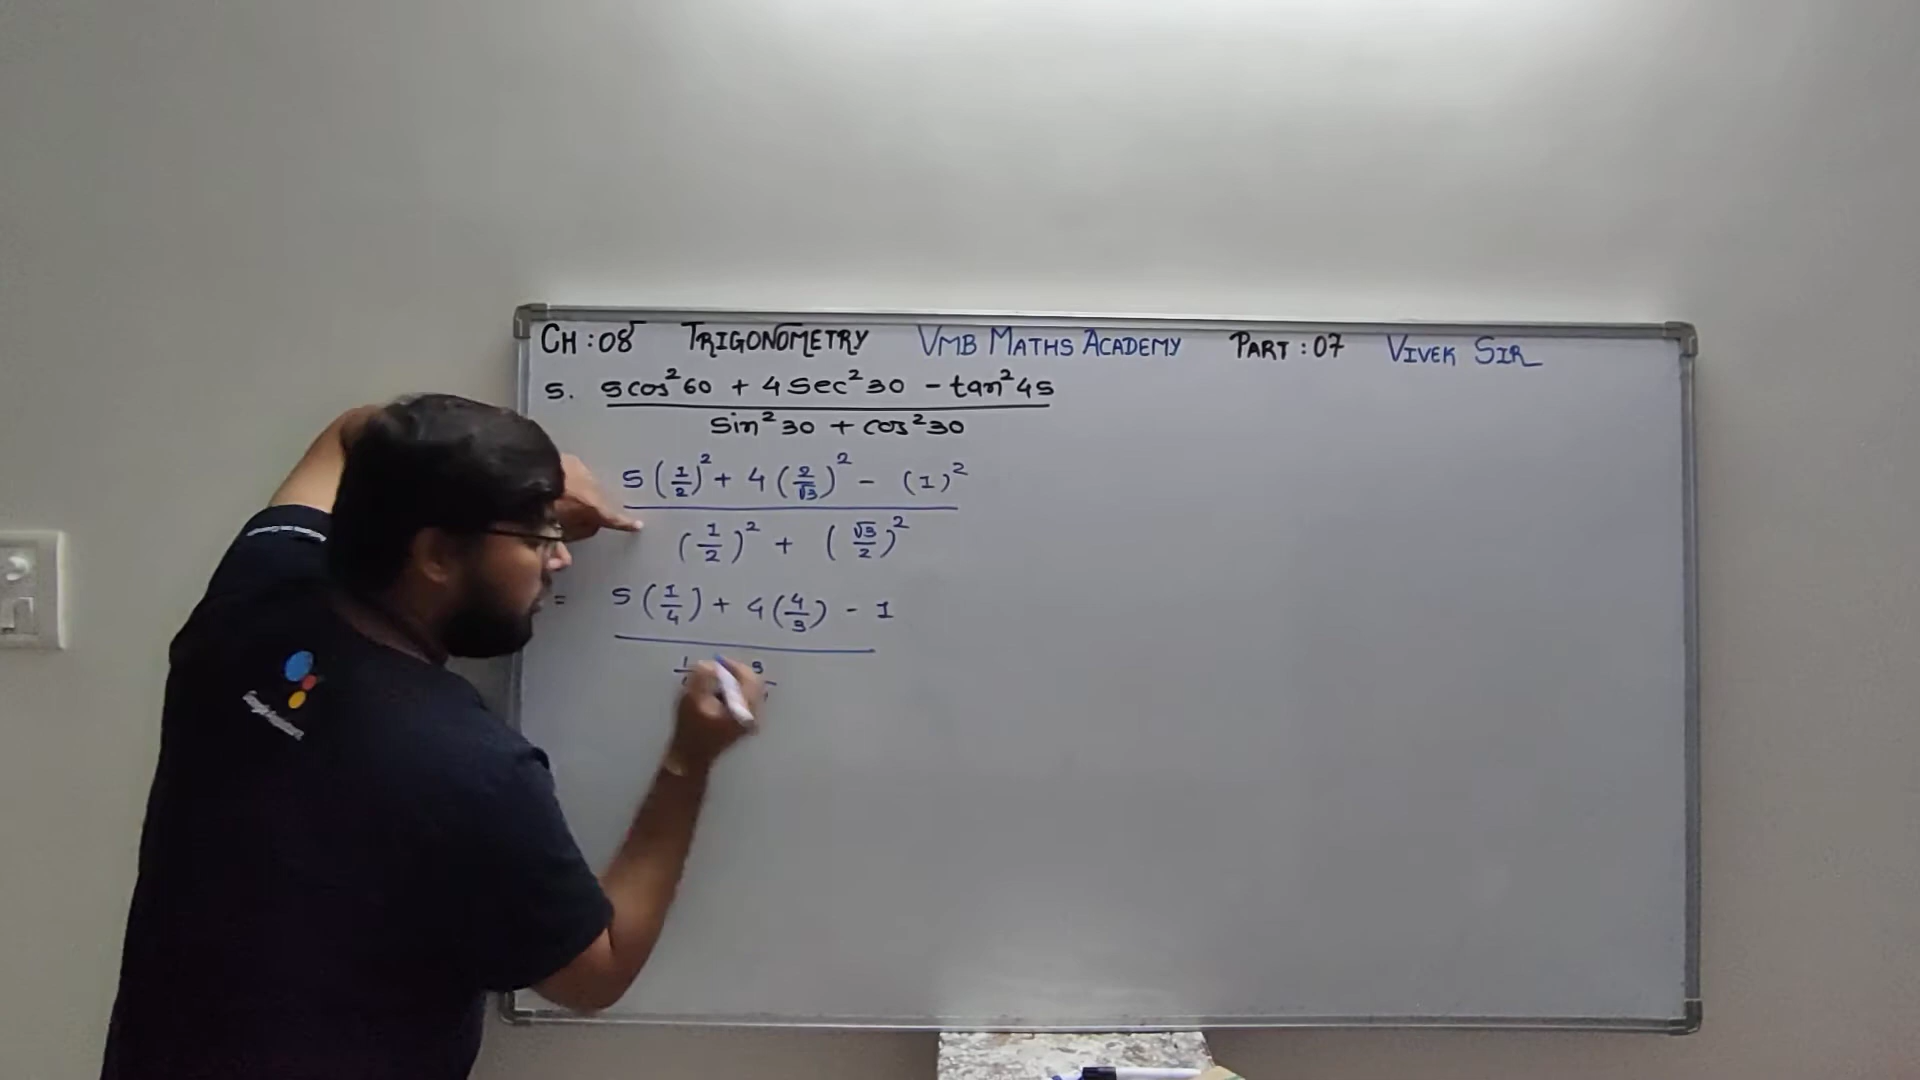 CH : 08 TRIGONOMETRY VMB MATHS ACADEMY PART : 07 VIVEK SIR
5. 5cos²60 + 4 Sec²30 - tan²45
Sin²30 + cos²30
5(1/2)² + 4(2/√3)² - (1)²
(1/2)² + (√3/2)²
= 5(1/4) + 4(4/3) - 1